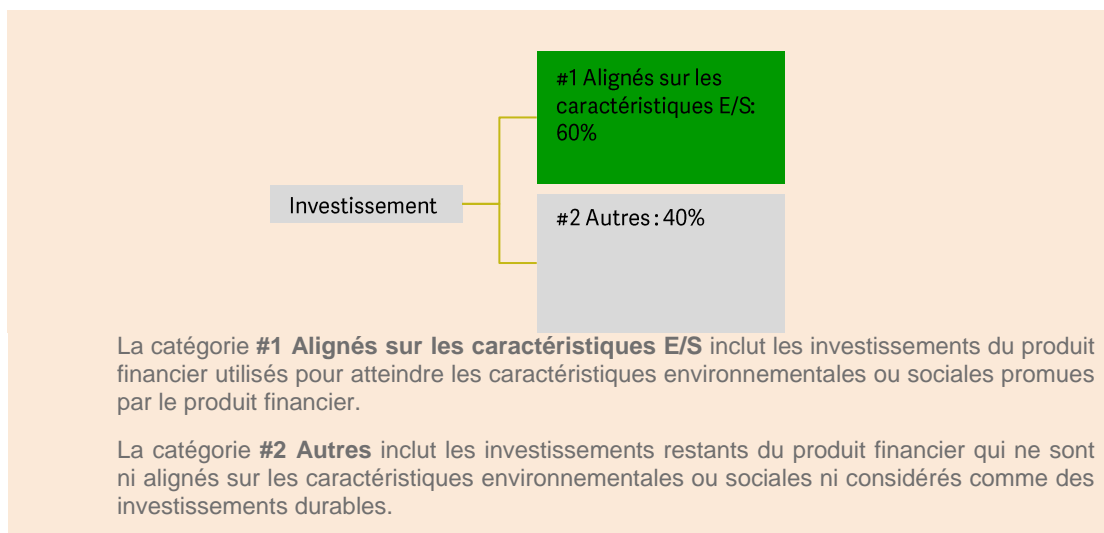 #1 Alignés sur les
caractéristiques E/S:
60%
Investissement
#2 Autres : 40%
La catégorie #1 Alignés sur les caractéristiques E/S inclut les investissements du produit
financier utilisés pour atteindre les caractéristiques environnementales ou sociales promues
par le produit financier.
La catégorie #2 Autres inclut les investissements restants du produit financier qui ne sont
ni alignés sur les caractéristiques environnementales ou sociales ni considérés comme des
investissements durables.